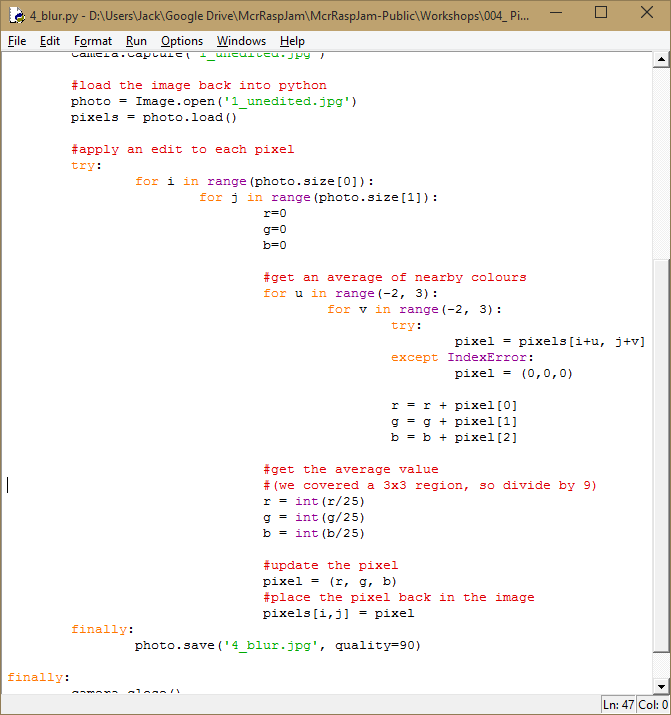 4_blur.py - D:\Users\Jack\Google Drive\McrRaspJam\McrRaspJam-Public\Workshops\004_ Pi...
File Edit Format Run Options Windows Help
camera.capture('1_unedited.jpg')
#load the image back into python
photo = Image.open('1_unedited.jpg')
pixels = photo.load()
#apply an edit to each pixel
try:
for i in range(photo.size[0]):
for j in range(photo.size[1]):
r=0
g=0
b=0
#get an average of nearby colours
for u in range(-2, 3):
for v in range(-2, 3):
try:
pixel = pixels[i+u, j+v]
except IndexError:
pixel = (0,0,0)
r = r + pixel[0]
g = g + pixel[1]
b = b + pixel[2]
#get the average value
#(we covered a 3x3 region, so divide by 9)
r = int(r/25)
g = int(g/25)
b = int(b/25)
#update the pixel
pixel = (r, g, b)
#place the pixel back in the image
pixels[i,j] = pixel
finally:
photo.save('4_blur.jpg', quality=90)
finally:
camera.close()
Ln: 47 Col: 0